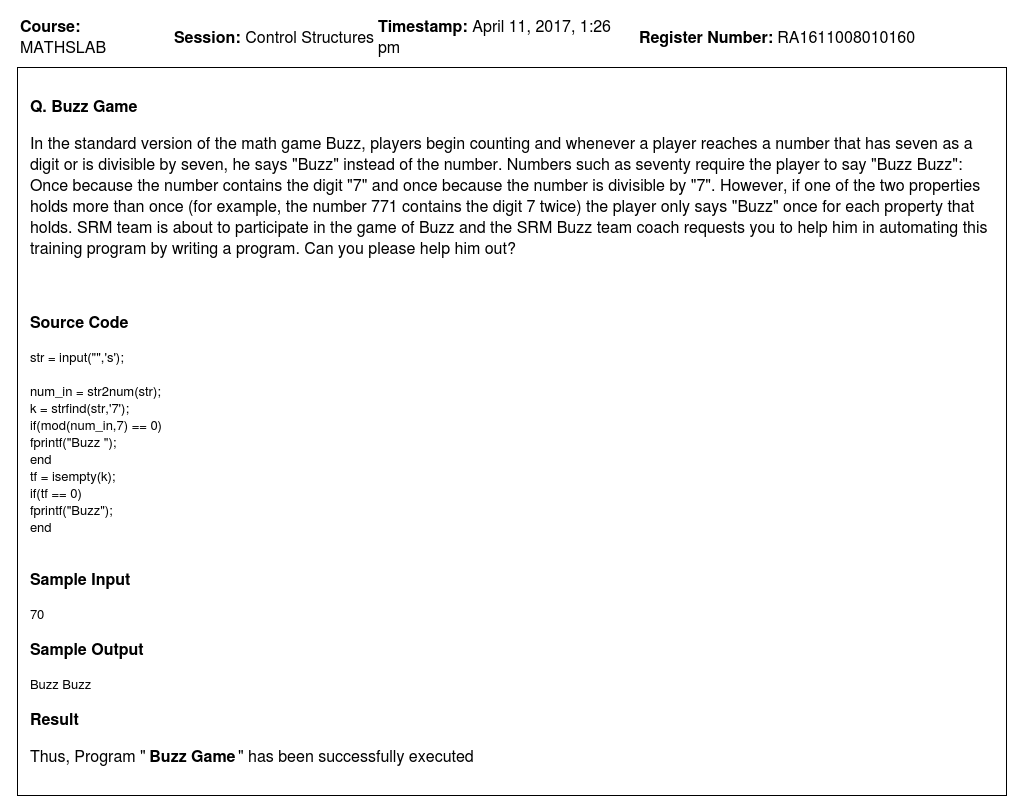 Course: MATHSLAB
Session: Control Structures
Timestamp: April 11, 2017, 1:26 pm
Register Number: RA1611008010160
Q. Buzz Game
In the standard version of the math game Buzz, players begin counting and whenever a player reaches a number that has seven as a
digit or is divisible by seven, he says "Buzz" instead of the number. Numbers such as seventy require the player to say "Buzz Buzz":
Once because the number contains the digit "7" and once because the number is divisible by "7". However, if one of the two properties
holds more than once (for example, the number 771 contains the digit 7 twice) the player only says "Buzz" once for each property that
holds. SRM team is about to participate in the game of Buzz and the SRM Buzz team coach requests you to help him in automating this
training program by writing a program. Can you please help him out?
Source Code
str = input("",'s');
num_in = str2num(str);
k = strfind(str,'7');
if(mod(num_in,7) == 0)
fprintf("Buzz ");
end
tf = isempty(k);
if(tf == 0)
fprintf("Buzz");
end
Sample Input
70
Sample Output
Buzz Buzz
Result
Thus, Program " Buzz Game " has been successfully executed